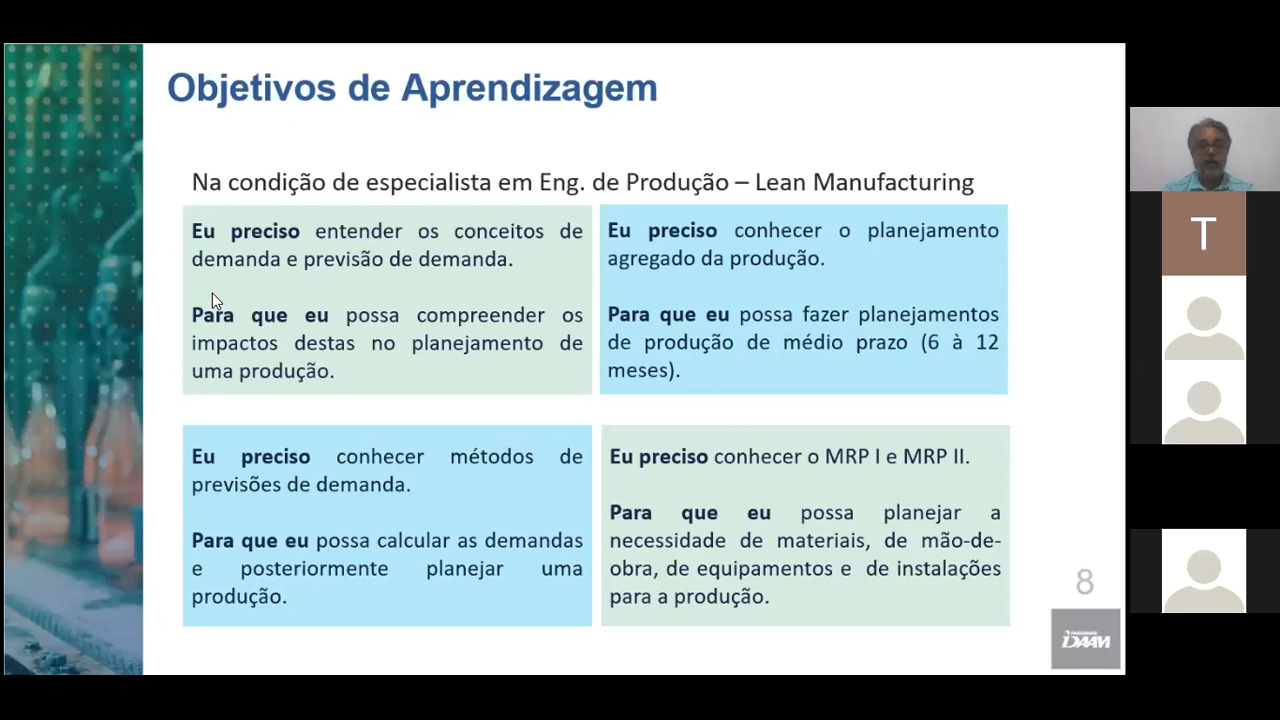 Objetivos de Aprendizagem
Na condição de especialista em Eng. de Produção – Lean Manufacturing
Eu preciso entender os conceitos de
demanda e previsão de demanda.
Para que eu possa compreender os
impactos destas no planejamento de
uma produção.
Eu preciso conhecer o planejamento
agregado da produção.
Para que eu possa fazer planejamentos
de produção de médio prazo (6 à 12
meses).
Eu preciso conhecer métodos de
previsões de demanda.
Para que eu possa calcular as demandas
e posteriormente planejar uma
produção.
Eu preciso conhecer o MRP I e MRP II.
Para que eu possa planejar a
necessidade de materiais, de mão-de-
obra, de equipamentos e de instalações
para a produção.
8
T